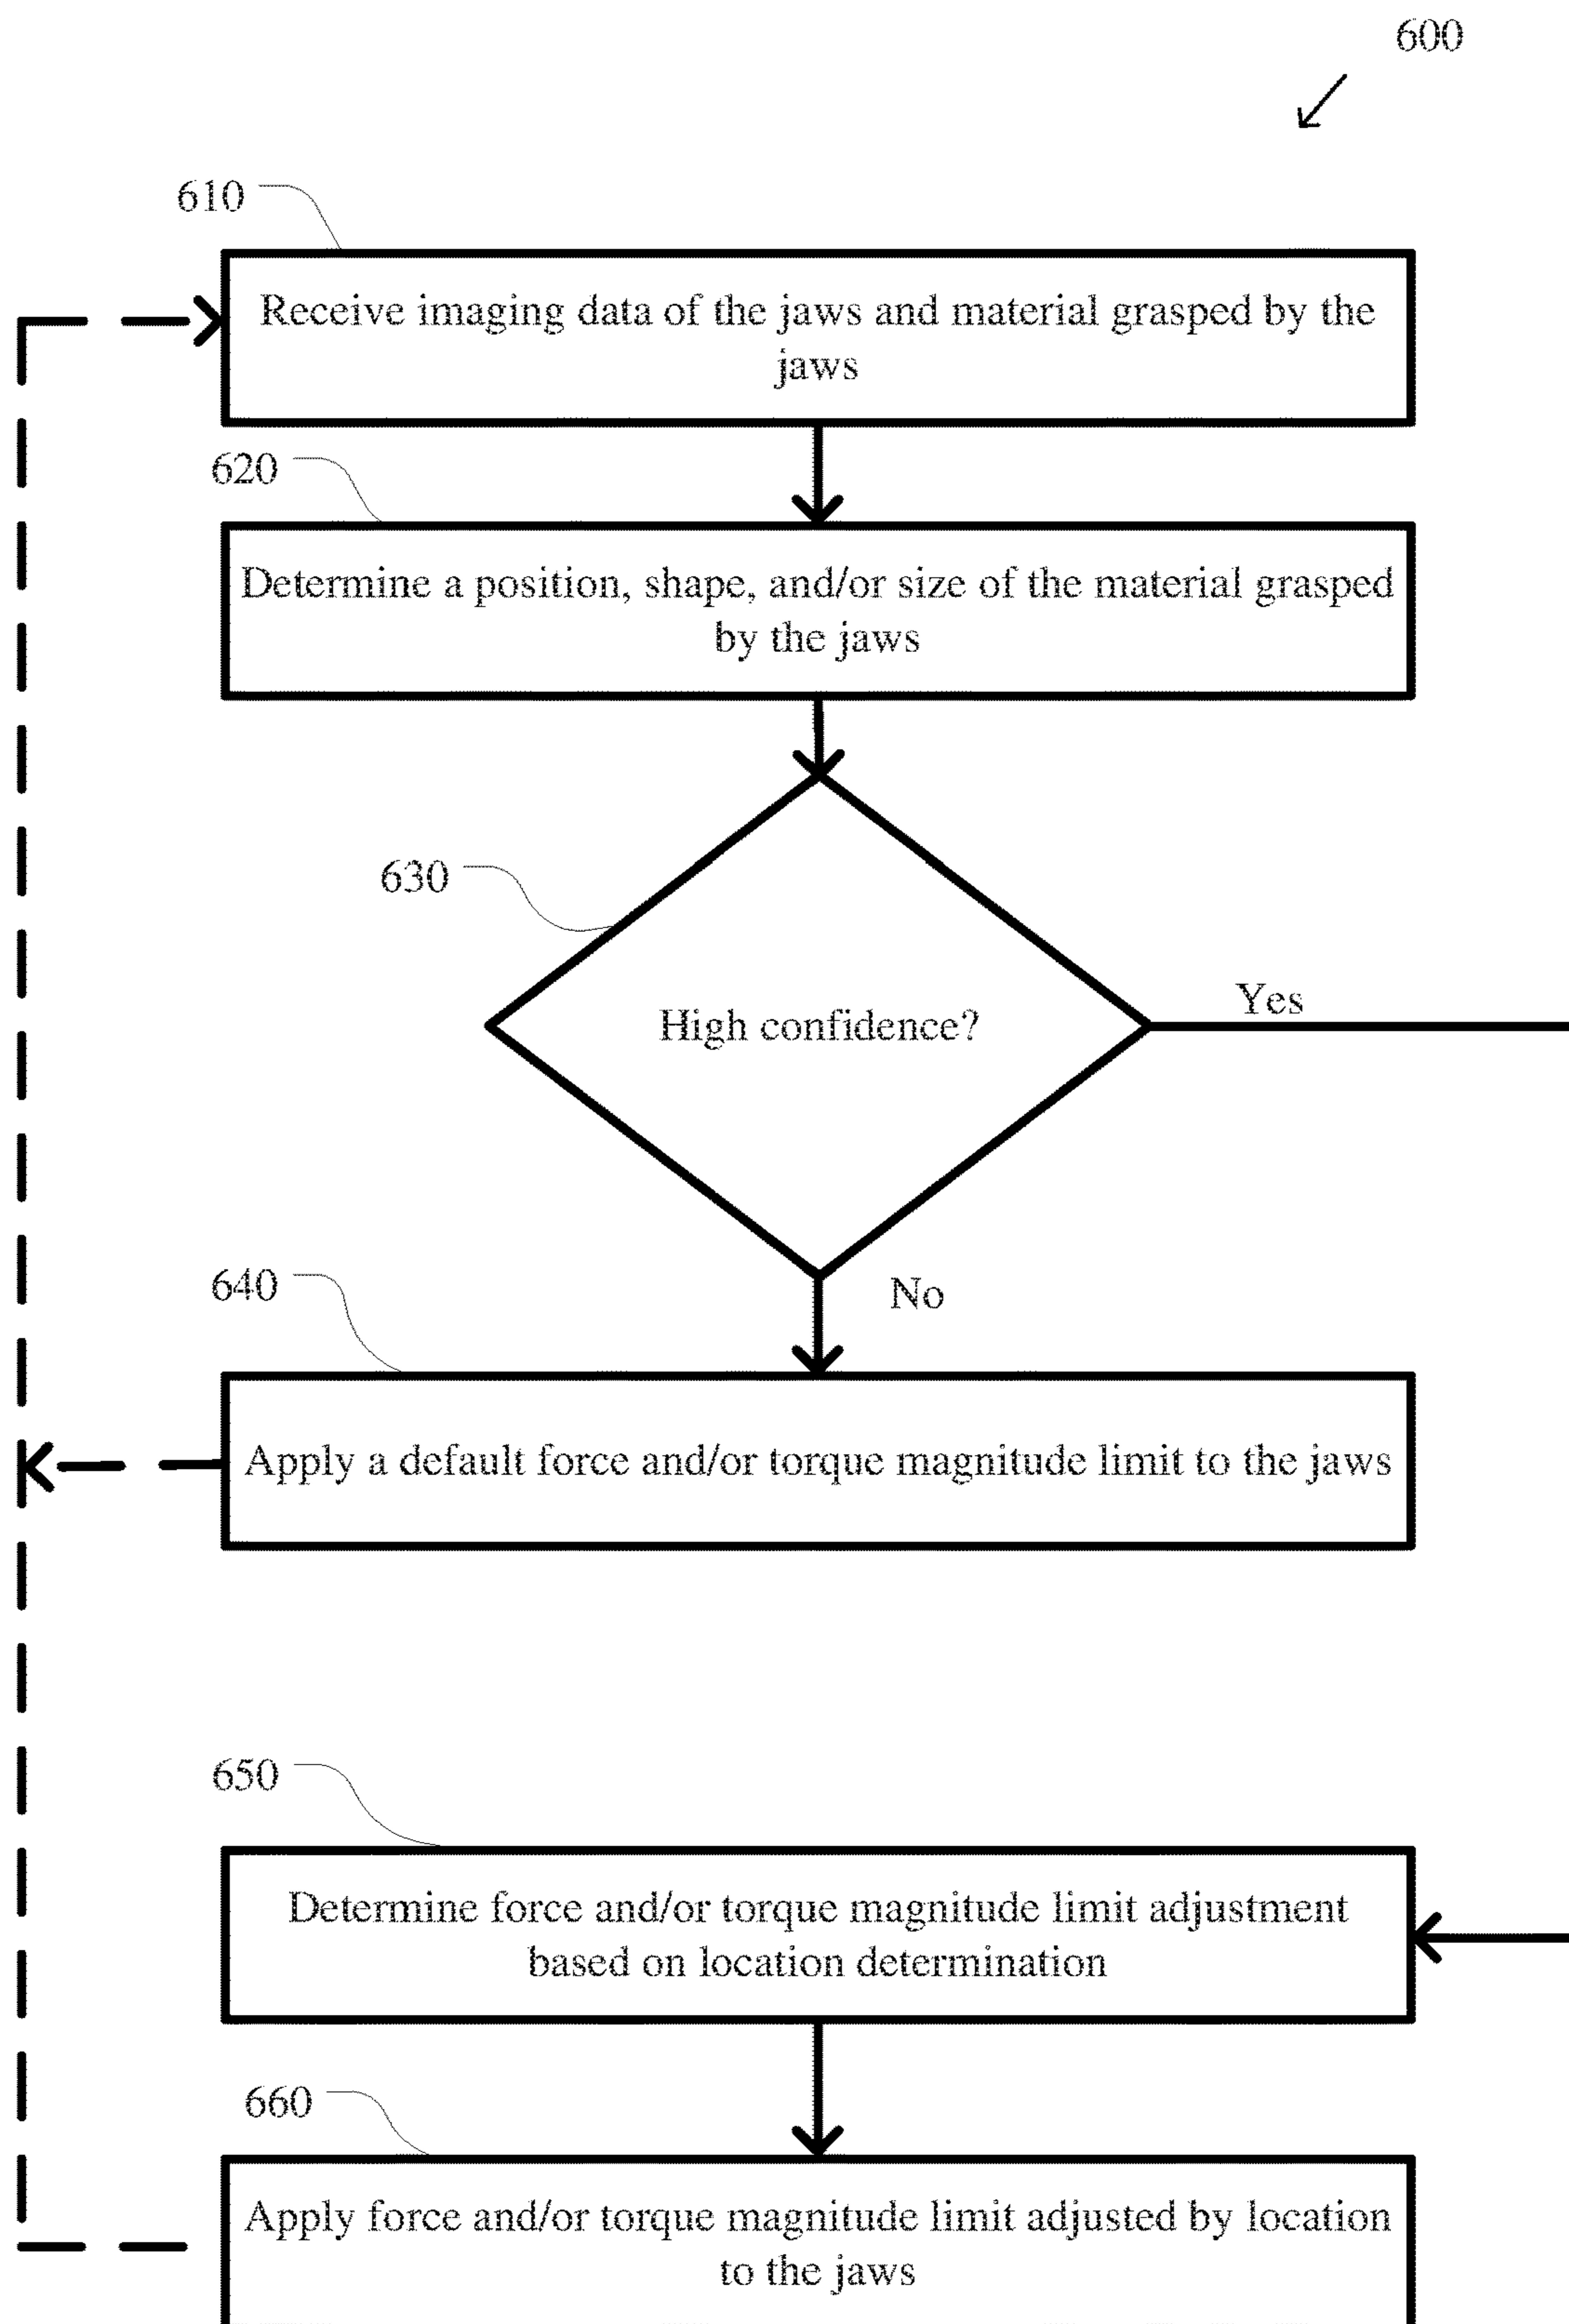 600
610
Receive imaging data of the jaws and material grasped by the
jaws
620
Determine a position, shape, and/or size of the material grasped
by the jaws
630
High confidence?
Yes
No
640
Apply a default force and/or torque magnitude limit to the jaws
650
Determine force and/or torque magnitude limit adjustment
based on location determination
660
Apply force and/or torque magnitude limit adjusted by location
to the jaws